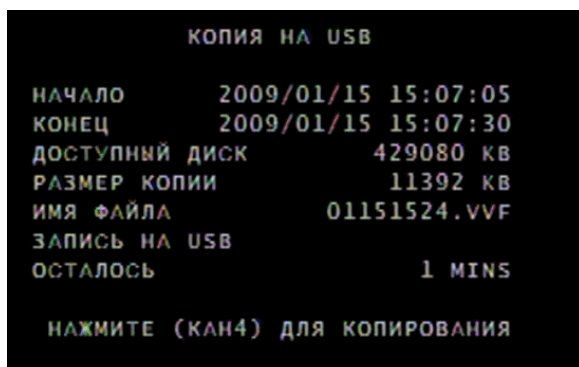 КОПИЯ НА USB
НАЧАЛО 2009/01/15 15:07:05
КОНЕЦ 2009/01/15 15:07:30
ДОСТУПНЫЙ ДИСК 429080 KB
РАЗМЕР КОПИИ 11392 KB
ИМЯ ФАЙЛА 01151524.VVF
ЗАПИСЬ НА USB
ОСТАЛОСЬ 1 MINS
НАЖМИТЕ (КАН4) ДЛЯ КОПИРОВАНИЯ